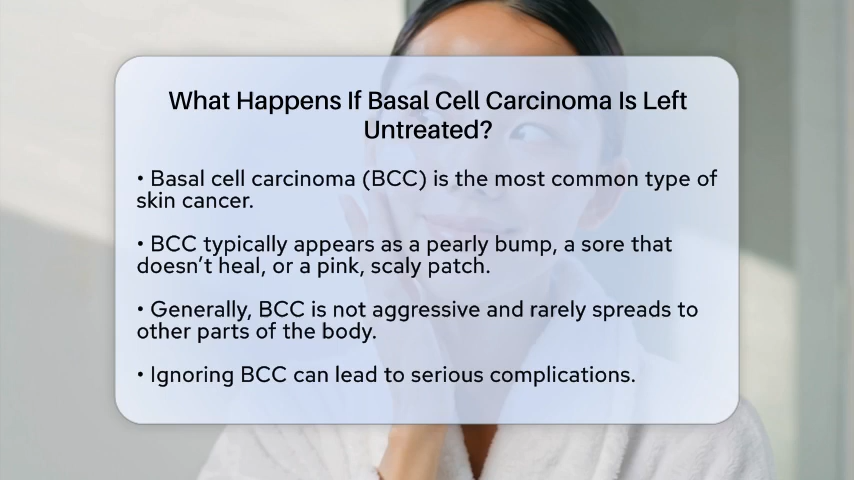 What Happens If Basal Cell Carcinoma Is Left
Untreated?
• Basal cell carcinoma (BCC) is the most common type of
skin cancer.
• BCC typically appears as a pearly bump, a sore that
doesn’t heal, or a pink, scaly patch.
• Generally, BCC is not aggressive and rarely spreads to
other parts of the body.
• Ignoring BCC can lead to serious complications.